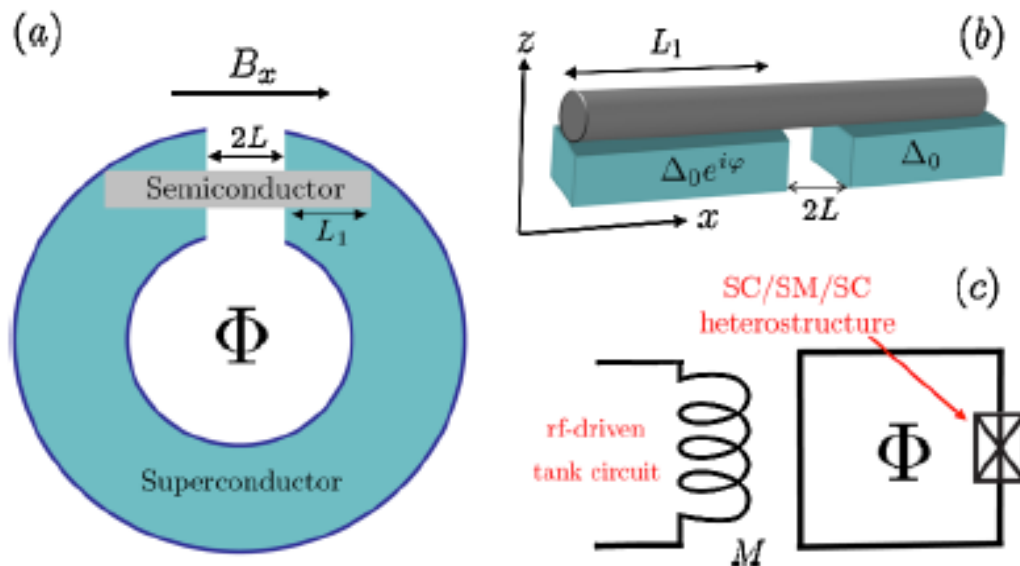 (a)
B_x
2L
Semiconductor
L_1
Φ
Superconductor
(b)
z
L_1
Δ_0e^{iφ}
Δ_0
2L
x
(c)
SC/SM/SC
heterostructure
rf-driven
tank circuit
Φ
M